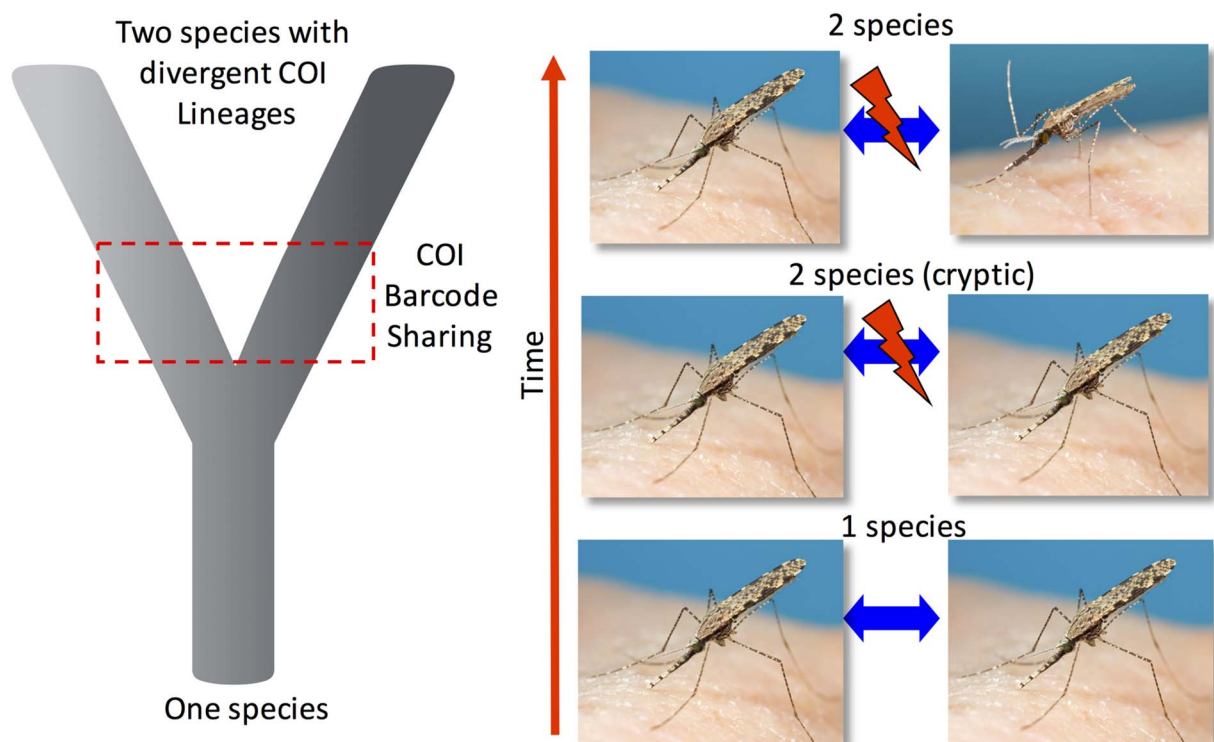 Two species with
divergent COI
Lineages
COI
Barcode
Sharing
One species
Time
2 species
2 species (cryptic)
1 species